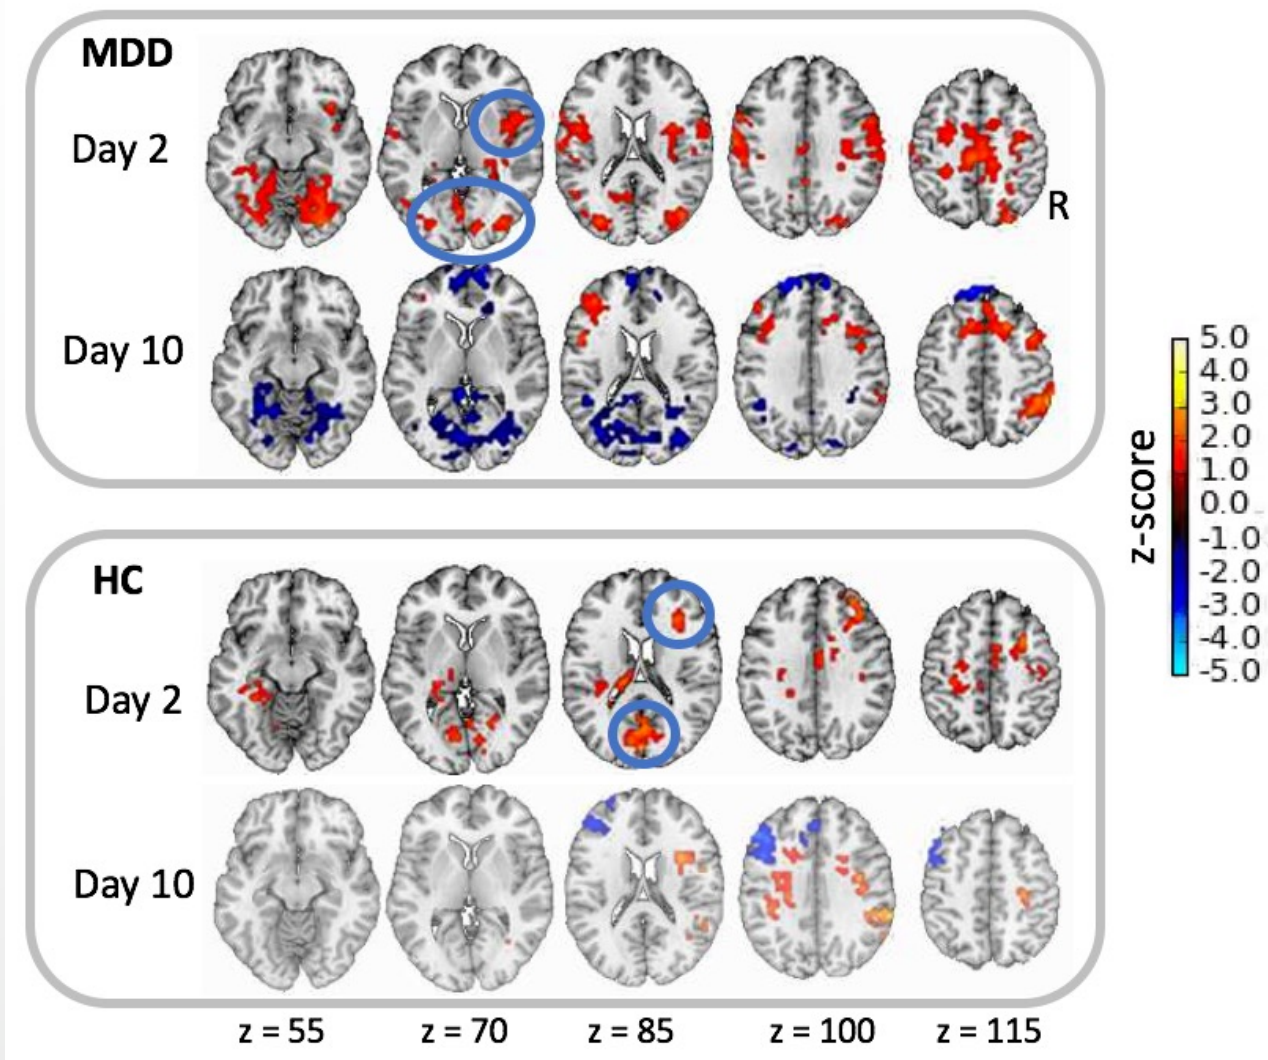 MDD
Day 2
R
Day 10
5.0
4.0
3.0
2.0
1.0
0.0
-1.0
-2.0
-3.0
-4.0
-5.0
z-score
HC
Day 2
Day 10
z = 55 z = 70 z = 85 z = 100 z = 115